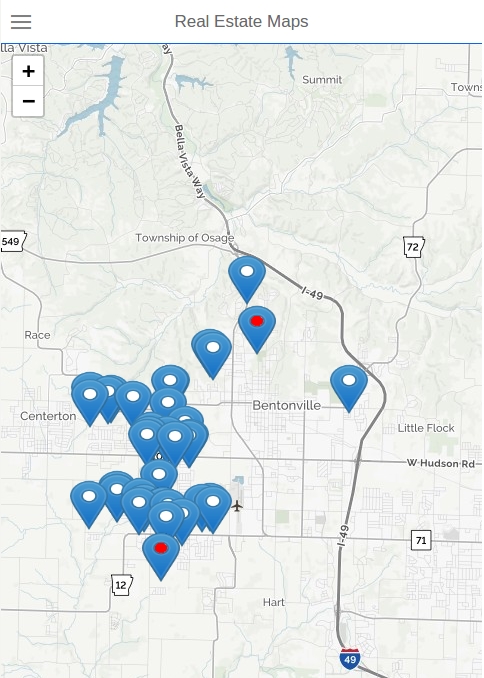 Real Estate Maps
lla Vista
+
−
Summit
Towns
Bella Vista Way
Township of Osage
549
72
I-49
Race
Centerton
Bentonville
Little Flock
W Hudson Rd
I-49
71
12
Hart
49